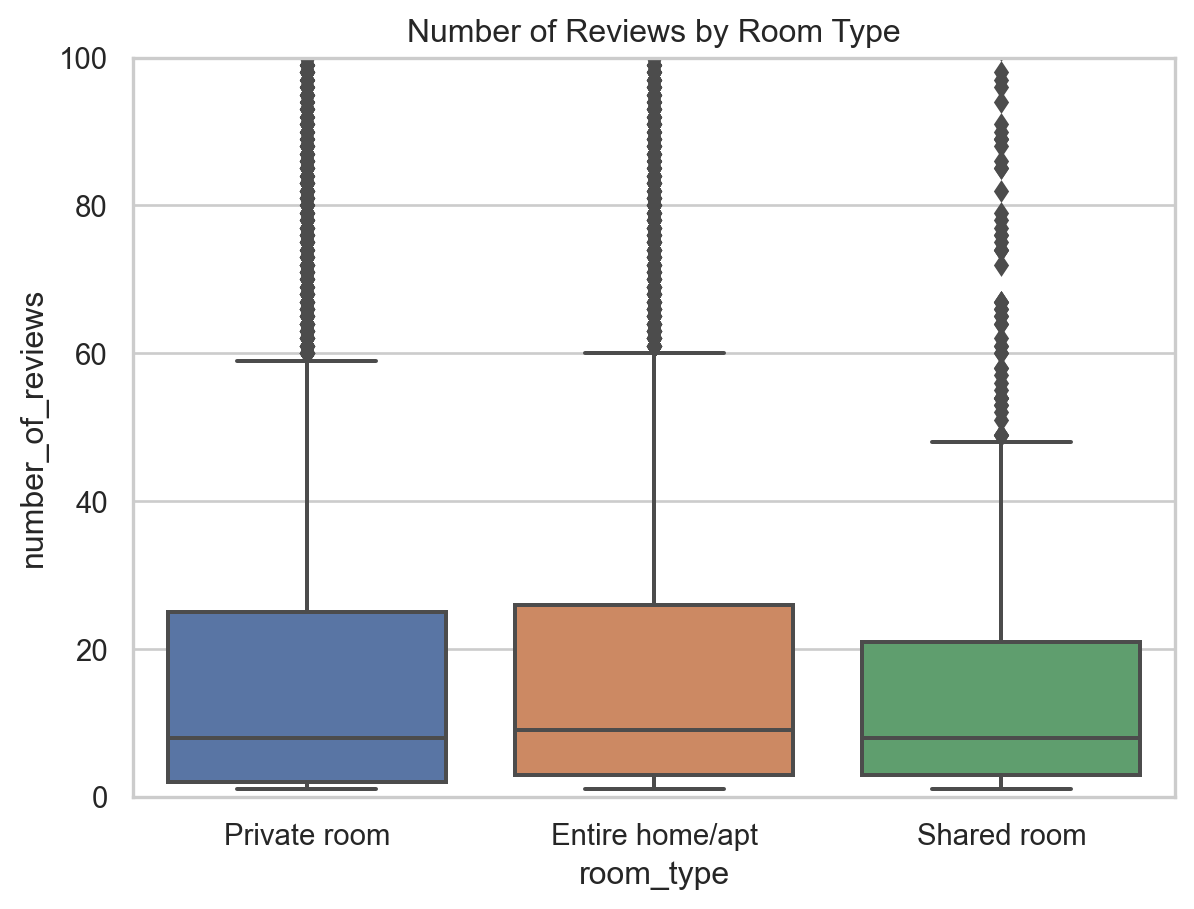 Number of Reviews by Room Type
100
80
60
40
20
0
number_of_reviews
Private room
Entire home/apt
Shared room
room_type